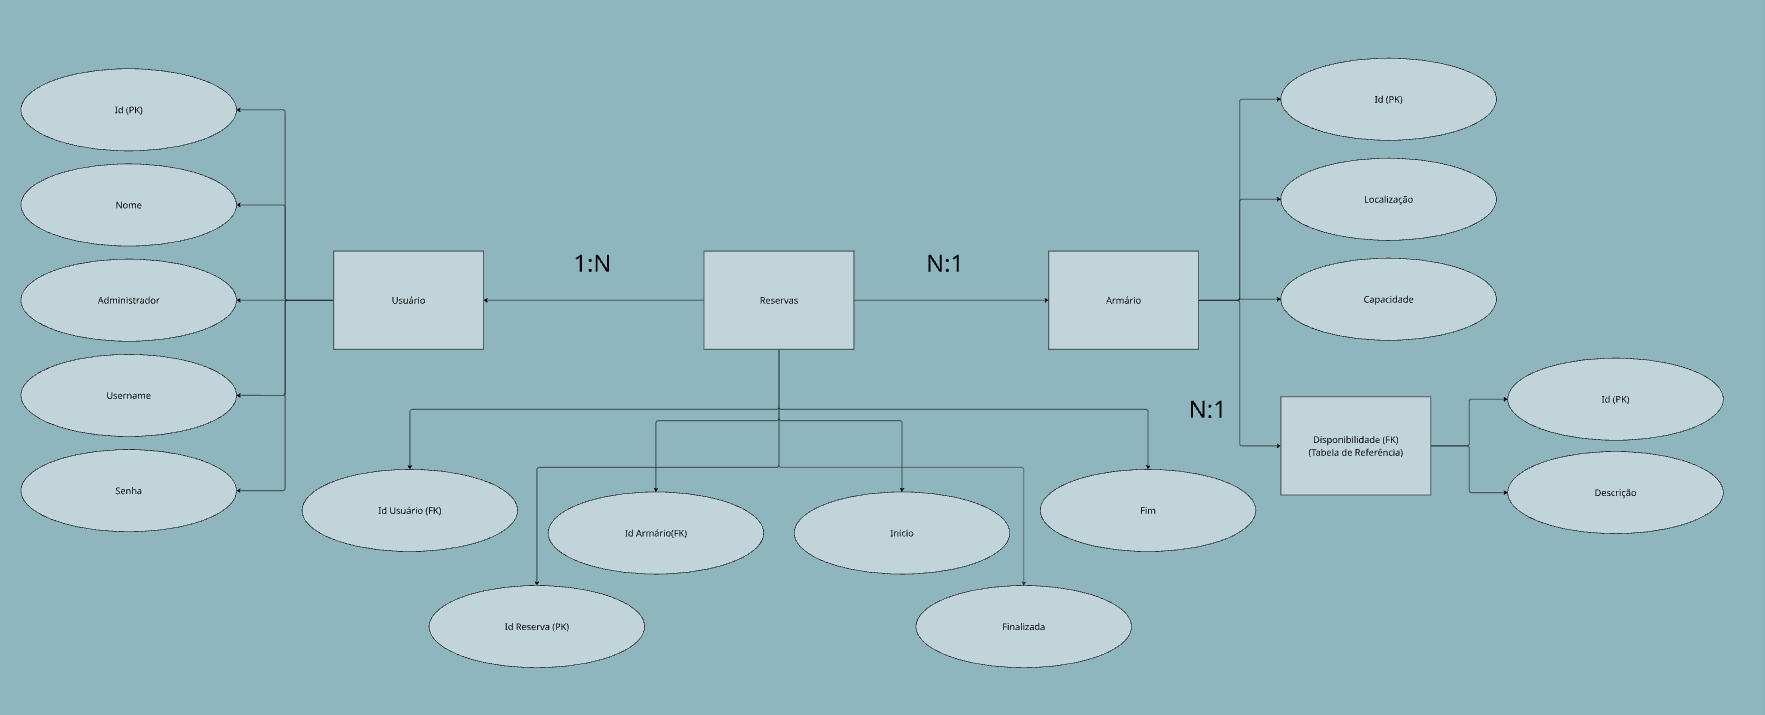 Id (PK)
Nome
Administrador
Username
Senha
Usuário
1:N
Reservas
N:1
Armário
Id (PK)
Localização
Capacidade
N:1
Disponibilidade (FK)
(Tabela de Referência)
Id (PK)
Descrição
Id Usuário (FK)
Id Armário(FK)
Início
Fim
Id Reserva (PK)
Finalizada